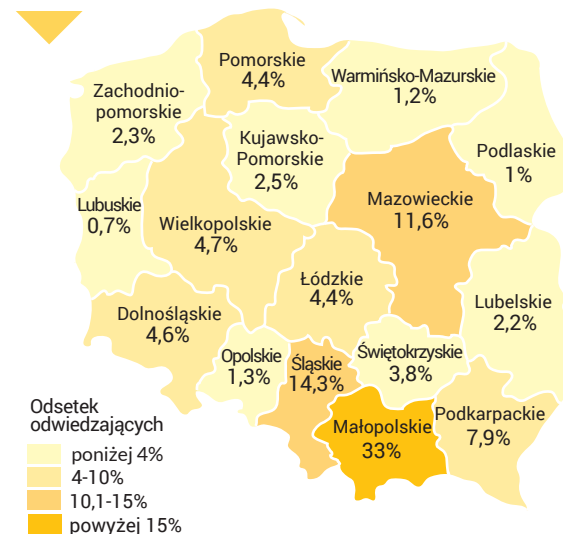 Pomorskie
4,4%
Warmińsko-Mazurskie
1,2%
Zachodnio-
pomorskie
2,3%
Kujawsko-
Pomorskie
2,5%
Podlaskie
1%
Lubuskie
0,7%
Wielkopolskie
4,7%
Mazowieckie
11,6%
Łódzkie
4,4%
Lubelskie
2,2%
Dolnośląskie
4,6%
Opolskie
1,3%
Śląskie
14,3%
Świętokrzyskie
3,8%
Małopolskie
33%
Podkarpackie
7,9%
Odsetek
odwiedzających
poniżej 4%
4-10%
10,1-15%
powyżej 15%